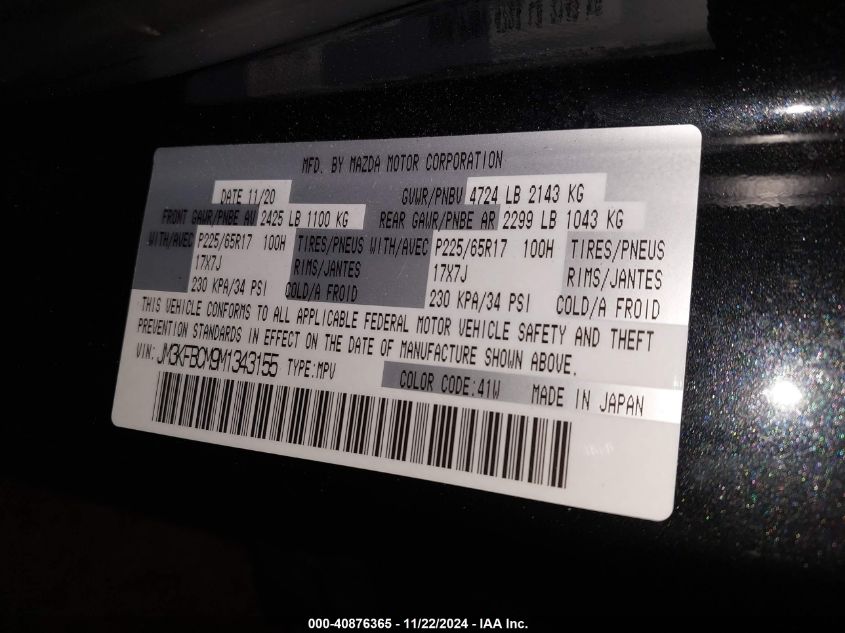 MFD. BY MAZDA MOTOR CORPORATION
DATE 11/20 GVWR/PNBV 4724 LB 2143 KG
FRONT GAWR/PNBE AV 2425 LB 1100 KG REAR GAWR/PNBE AR 2299 LB 1043 KG
WITH/AVEC P225/65R17 100H TIRES/PNEUS WITH/AVEC P225/65R17 100H TIRES/PNEUS
17X7J RIMS/JANTES 17X7J RIMS/JANTES
230 KPA/34 PSI COLD/A FROID 230 KPA/34 PSI COLD/A FROID
THIS VEHICLE CONFORMS TO ALL APPLICABLE FEDERAL MOTOR VEHICLE SAFETY AND THEFT
PREVENTION STANDARDS IN EFFECT ON THE DATE OF MANUFACTURE SHOWN ABOVE.
VIN: JM3KFBCM9M1343155 TYPE:MPV COLOR CODE:41W MADE IN JAPAN
000-40876365 - 11/22/2024 - IAA Inc.